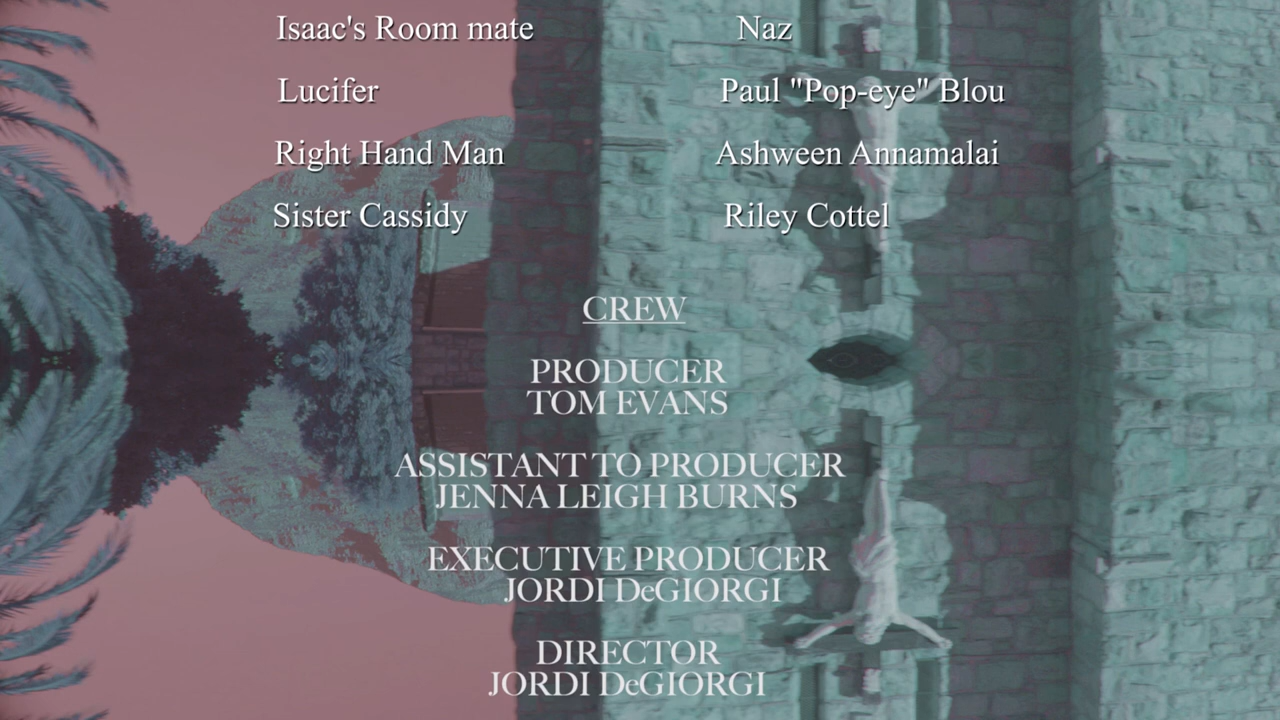 Isaac's Room mate Naz
Lucifer Paul "Pop-eye" Blou
Right Hand Man Ashween Annamalai
Sister Cassidy Riley Cottel
CREW
PRODUCER
TOM EVANS
ASSISTANT TO PRODUCER
JENNA LEIGH BURNS
EXECUTIVE PRODUCER
JORDI DeGIORGI
DIRECTOR
JORDI DeGIORGI